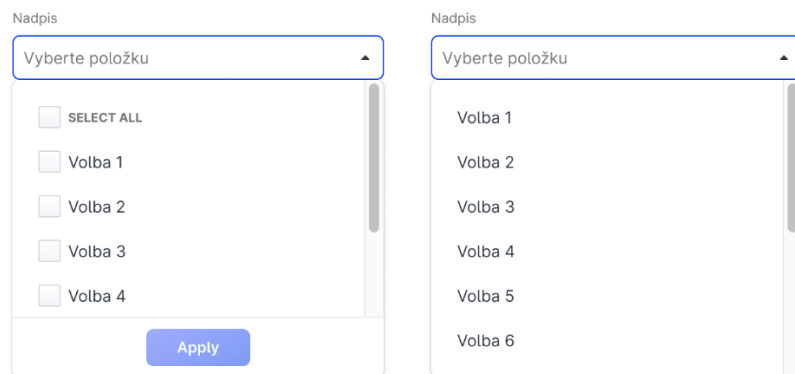 Nadpis
Vyberte položku
SELECT ALL
Volba 1
Volba 2
Volba 3
Volba 4
Apply
Nadpis
Vyberte položku
Volba 1
Volba 2
Volba 3
Volba 4
Volba 5
Volba 6